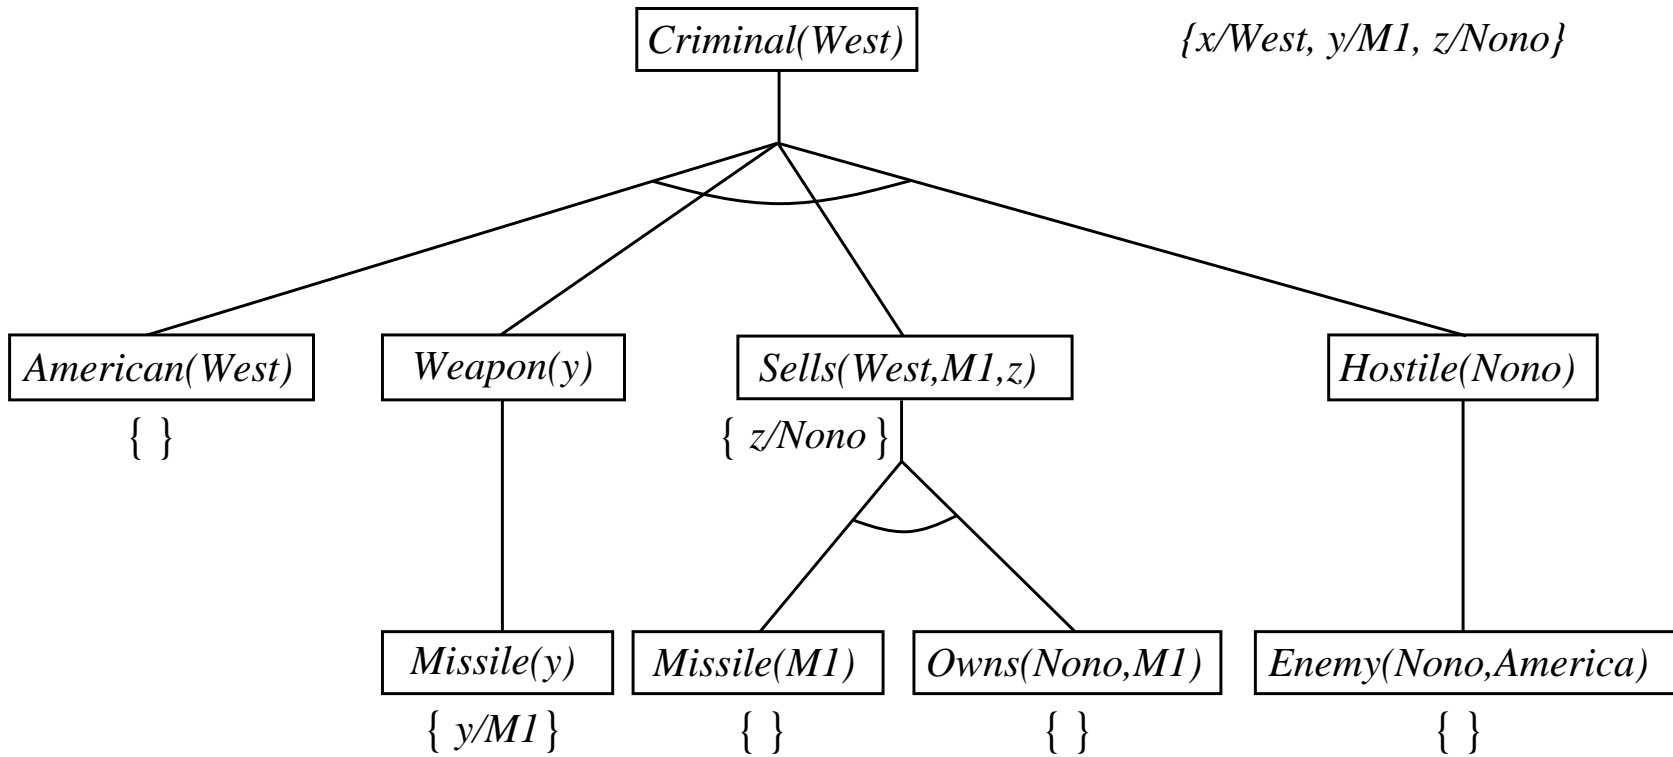 Criminal(West)
{x/West, y/M1, z/Nono}
American(West)
Weapon(y)
Sells(West,M1,z)
Hostile(Nono)
{ }
{ z/Nono }
Missile(y)
Missile(M1)
Owns(Nono,M1)
Enemy(Nono,America)
{ y/M1 }
{ }
{ }
{ }